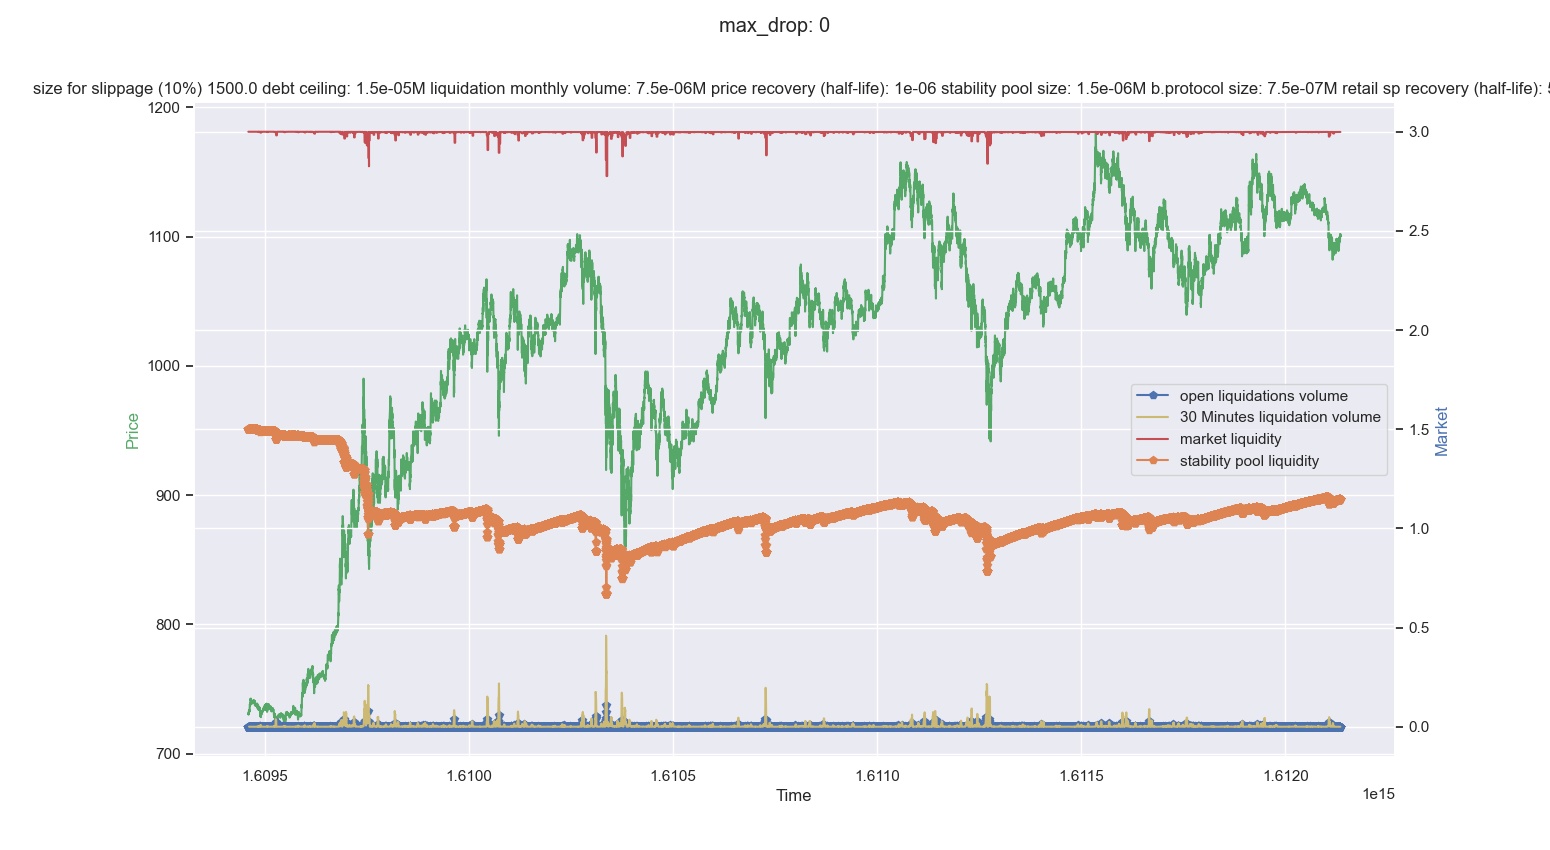 max_drop: 0
size for slippage (10%) 1500.0 debt ceiling: 1.5e-05M liquidation monthly volume: 7.5e-06M price recovery (half-life): 1e-06 stability pool size: 1.5e-06M b.protocol size: 7.5e-07M retail sp recovery (half-life):
1200
3.0
1100
2.5
2.0
1000
open liquidations volume
30 Minutes liquidation volume
market liquidity
stability pool liquidity
Price
Market
1.5
900
1.0
800
0.5
0.0
700
1.6095
1.6100
1.6105
1.6110
1.6115
1.6120
Time
1e15